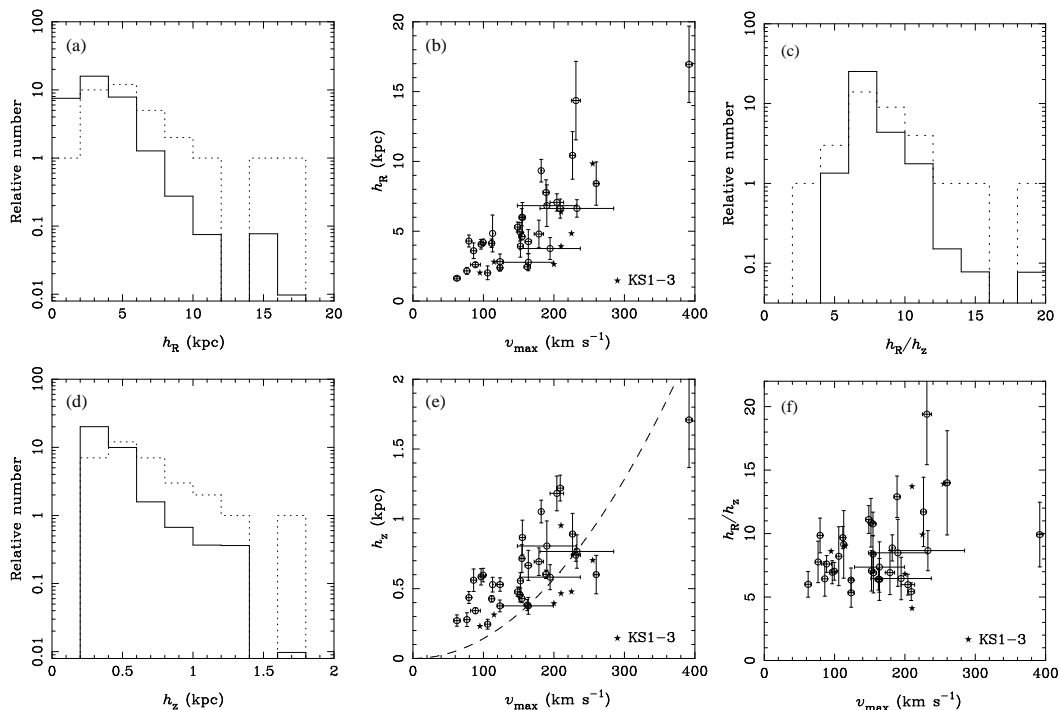 (a)
100
10
1
0.1
0.01
Relative number
0 5 10 15 20
h_R (kpc)
(b)
20
15
10
5
0
h_R (kpc)
KS1−3
0 100 200 300 400
v_max (km s⁻¹)
(c)
100
10
1
0.1
Relative number
0 5 10 15 20
h_R/h_z
(d)
100
10
1
0.1
0.01
Relative number
0 0.5 1 1.5 2
h_z (kpc)
(e)
2
1.5
1
0.5
0
h_z (kpc)
KS1−3
0 100 200 300 400
v_max (km s⁻¹)
(f)
20
15
10
5
0
h_R/h_z
KS1−3
0 100 200 300 400
v_max (km s⁻¹)